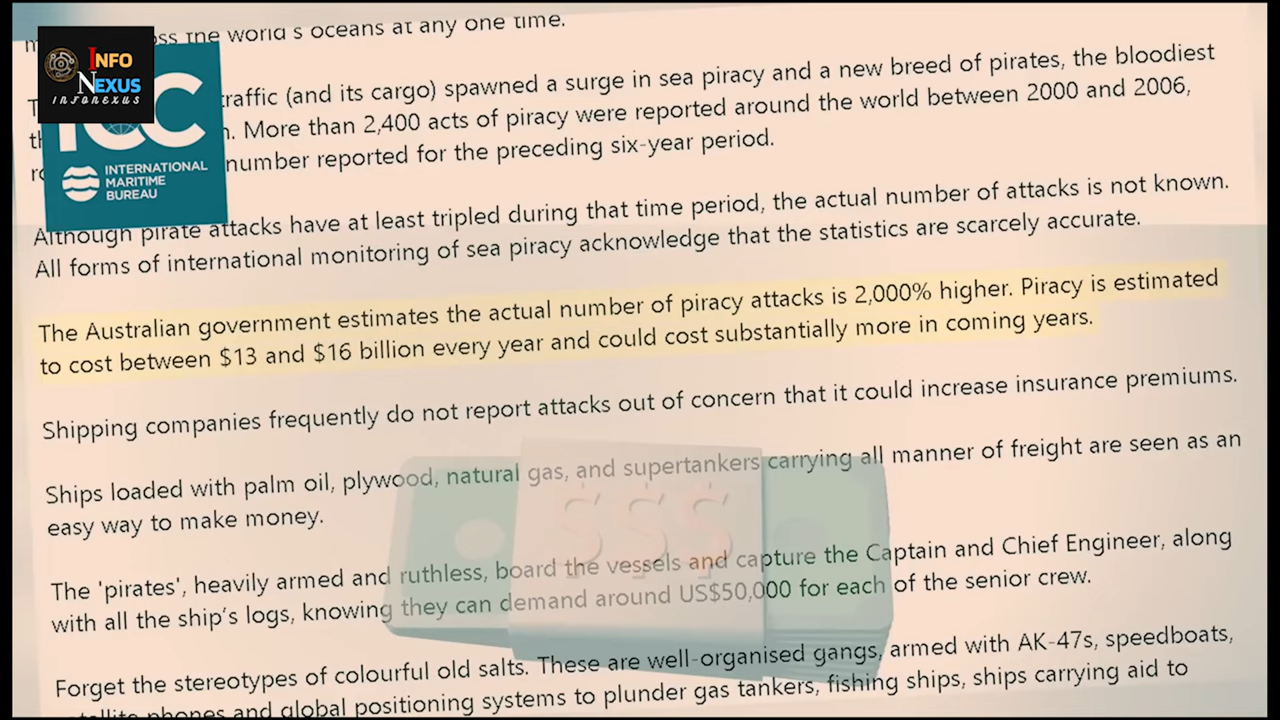 the world's oceans at any one time.
INFO
NEXUS
INFONEXUS
traffic (and its cargo) spawned a surge in sea piracy and a new breed of pirates, the bloodiest
More than 2,400 acts of piracy were reported around the world between 2000 and 2006,
number reported for the preceding six-year period.
ICC
INTERNATIONAL
MARITIME
BUREAU
Although pirate attacks have at least tripled during that time period, the actual number of attacks is not known.
All forms of international monitoring of sea piracy acknowledge that the statistics are scarcely accurate.
The Australian government estimates the actual number of piracy attacks is 2,000% higher. Piracy is estimated
to cost between $13 and $16 billion every year and could cost substantially more in coming years.
Shipping companies frequently do not report attacks out of concern that it could increase insurance premiums.
Ships loaded with palm oil, plywood, natural gas, and supertankers carrying all manner of freight are seen as an
easy way to make money.
$$$
The 'pirates', heavily armed and ruthless, board the vessels and capture the Captain and Chief Engineer, along
with all the ship's logs, knowing they can demand around US$50,000 for each of the senior crew.
Forget the stereotypes of colourful old salts. These are well-organised gangs, armed with AK-47s, speedboats,
satellite phones and global positioning systems to plunder gas tankers, fishing ships, ships carrying aid to